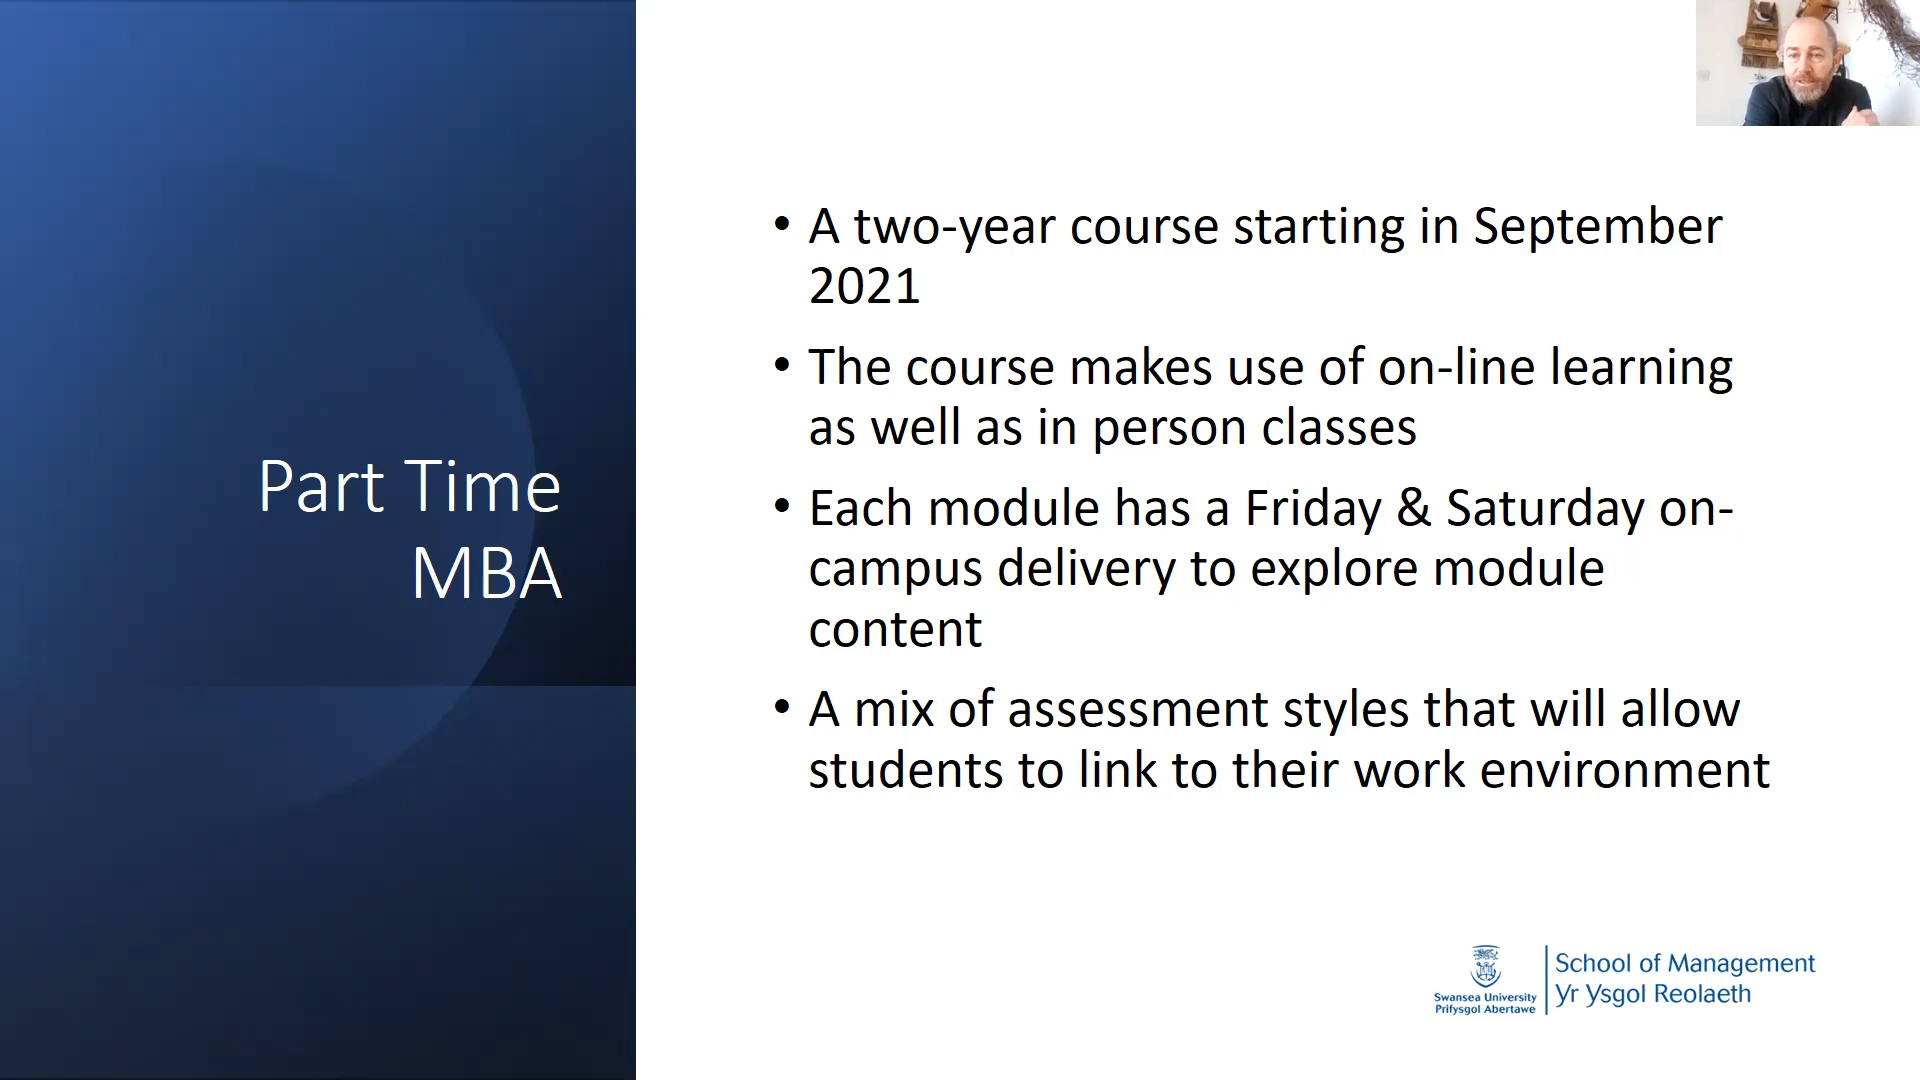 Part Time
MBA
• A two-year course starting in September
2021
• The course makes use of on-line learning
as well as in person classes
• Each module has a Friday & Saturday on-
campus delivery to explore module
content
• A mix of assessment styles that will allow
students to link to their work environment
Swansea University
Prifysgol Abertawe
School of Management
Yr Ysgol Reolaeth